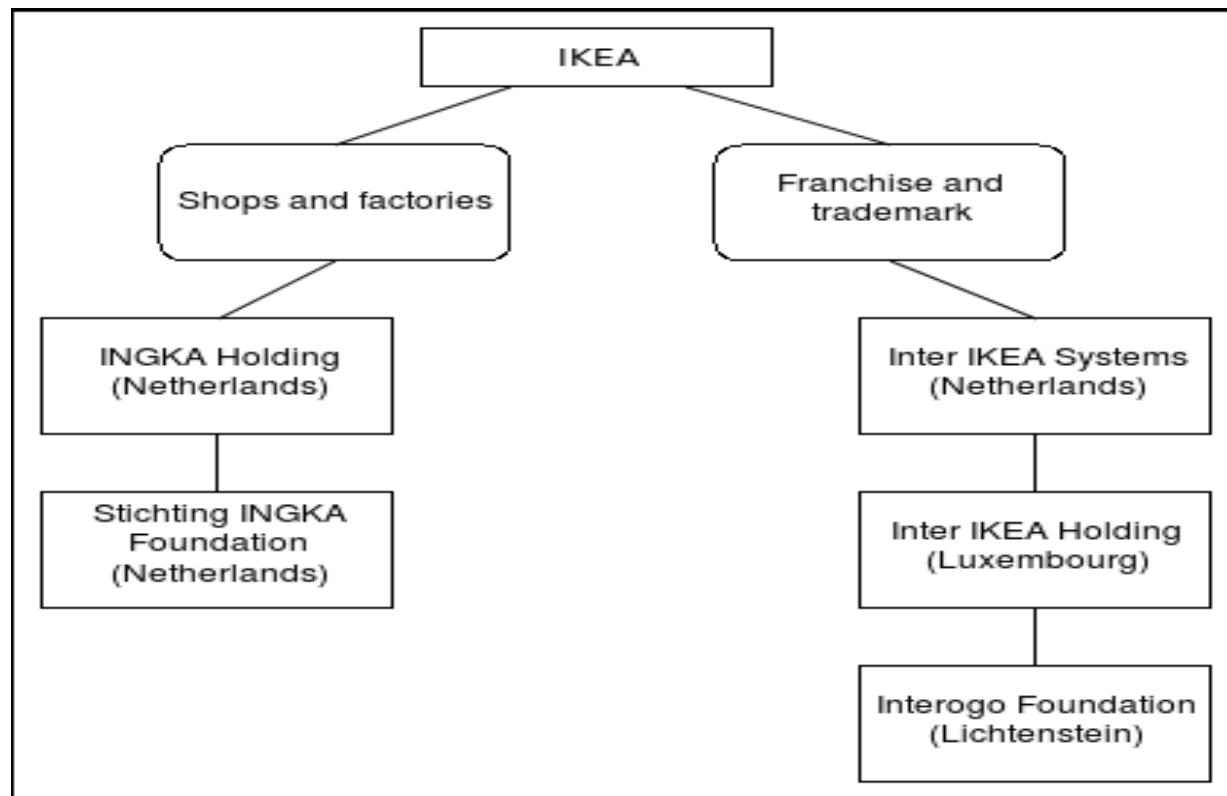 IKEA
Shops and factories
Franchise and
trademark
INGKA Holding
(Netherlands)
Inter IKEA Systems
(Netherlands)
Stichting INGKA
Foundation
(Netherlands)
Inter IKEA Holding
(Luxembourg)
Interogo Foundation
(Lichtenstein)